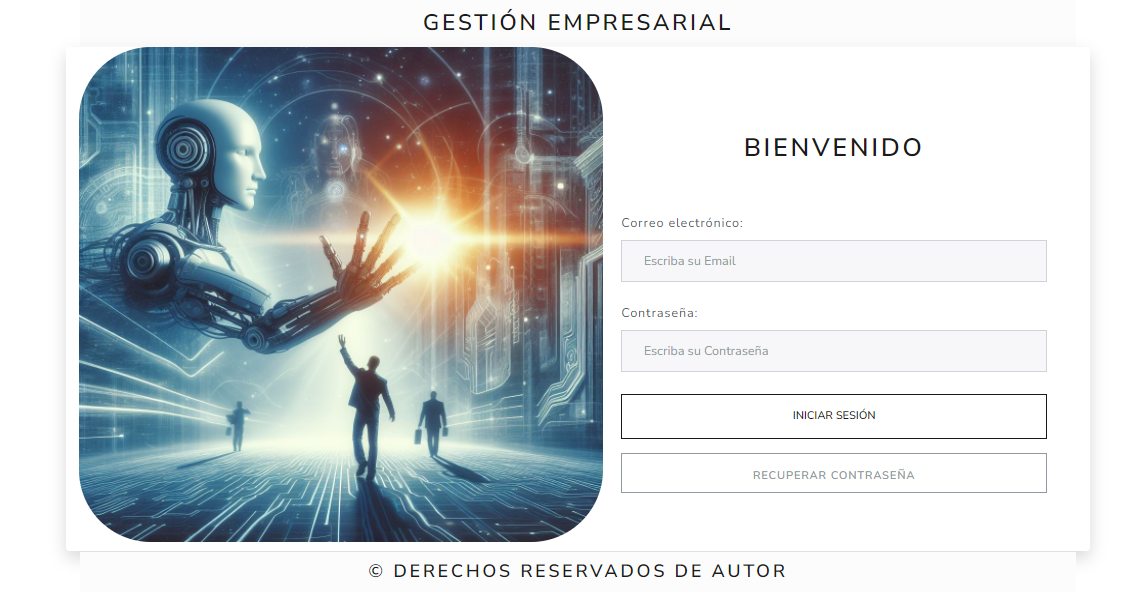 GESTIÓN EMPRESARIAL
BIENVENIDO
Correo electrónico:
Escriba su Email
Contraseña:
Escriba su Contraseña
INICIAR SESIÓN
RECUPERAR CONTRASEÑA
© DERECHOS RESERVADOS DE AUTOR